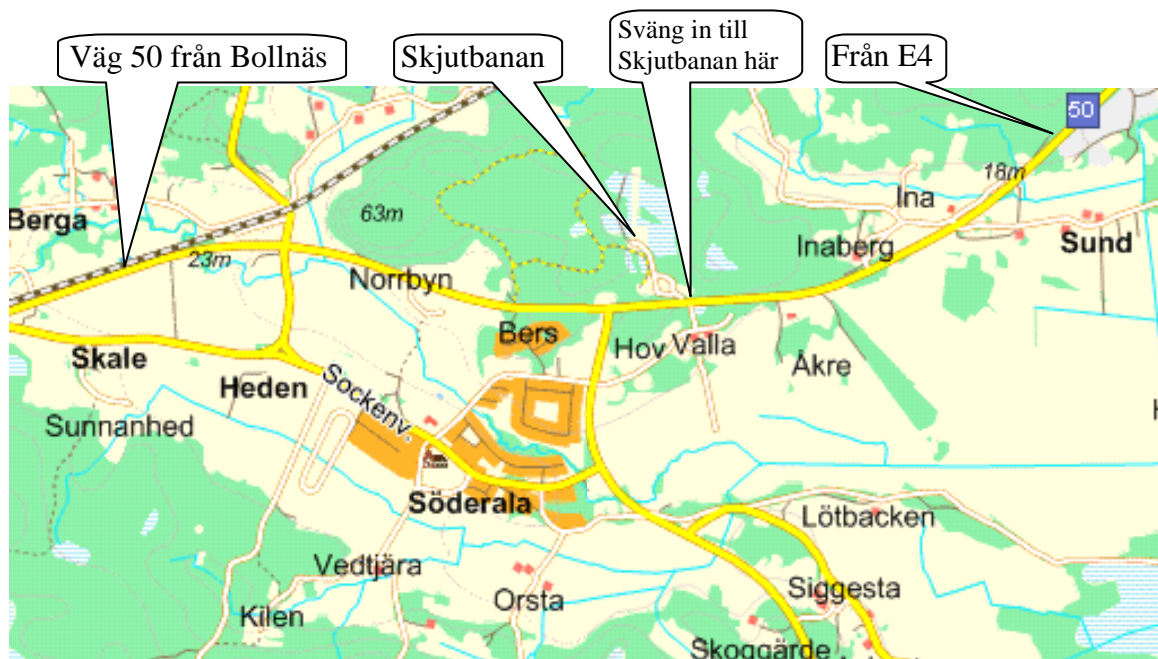 Väg 50 från Bollnäs
Skjutbanan
Sväng in till
Skjutbanan här
Från E4
50
18m
Ina
Berga
63m
Inaberg
Sund
23m
Norrbyn
Bers
Hov
Valla
Skale
Åkre
Heden
Sockenv.
Sunnanhed
Söderala
Lötbacken
Vedtjära
Siggesta
Orsta
Kilen
Skoggärde